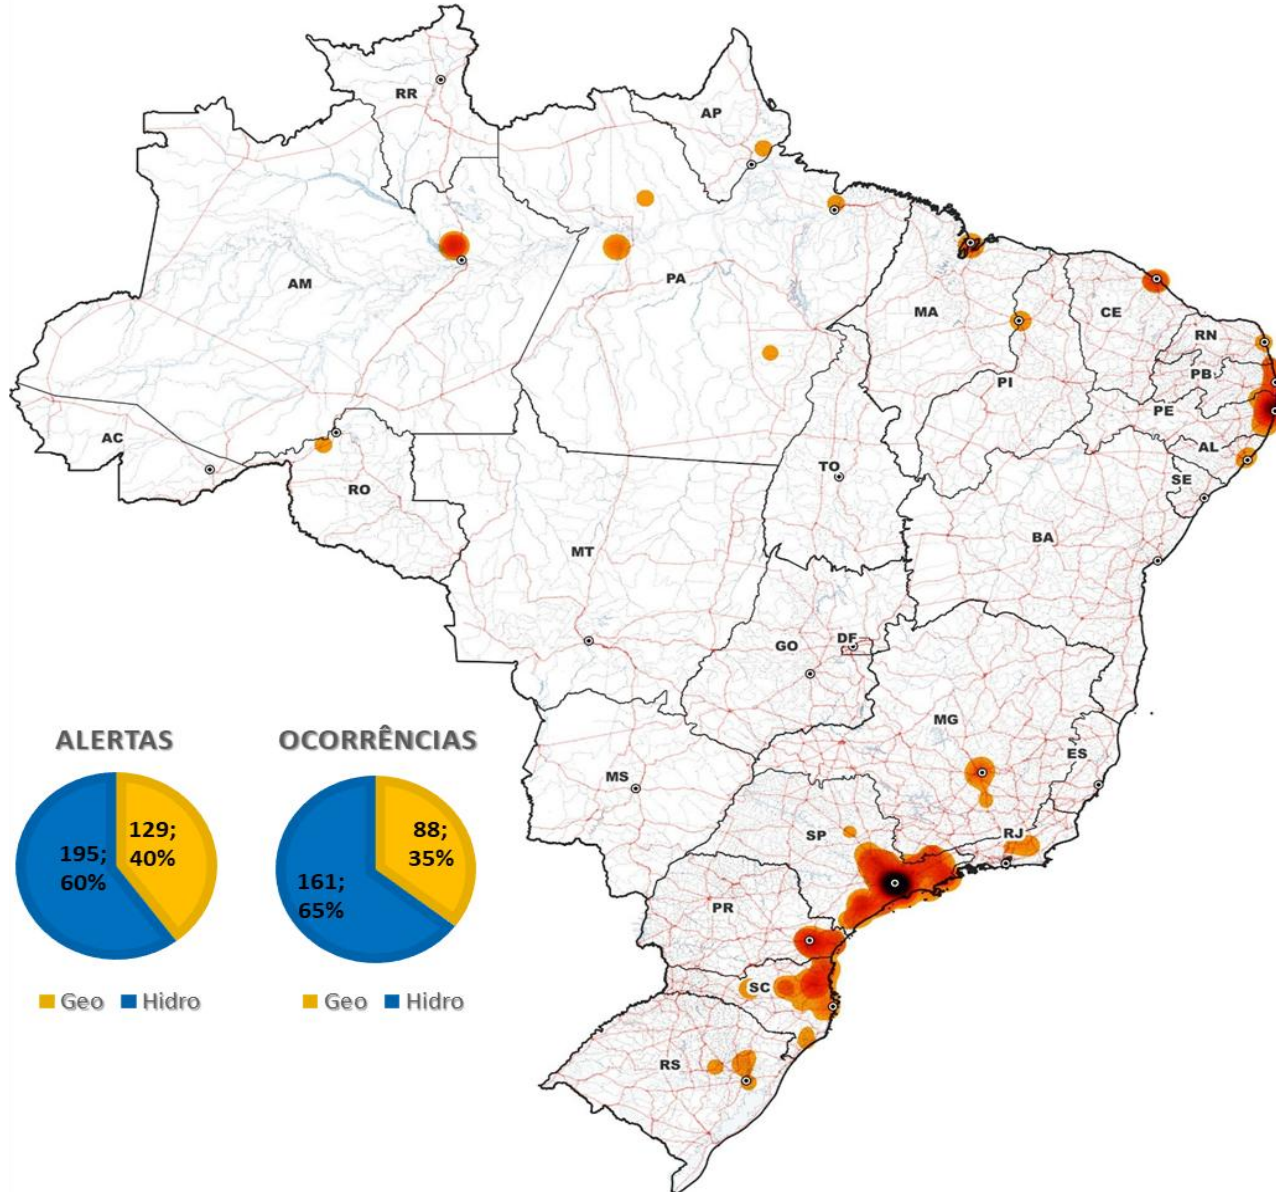 RR
AP
AM
PA
MA
CE
RN
PB
PI
PE
AL
SE
AC
RO
TO
BA
MT
DF
GO
MG
ES
MS
SP
RJ
PR
SC
RS
ALERTAS
129;
40%
195;
60%
Geo Hidro
OCORRÊNCIAS
88;
35%
161;
65%
Geo Hidro